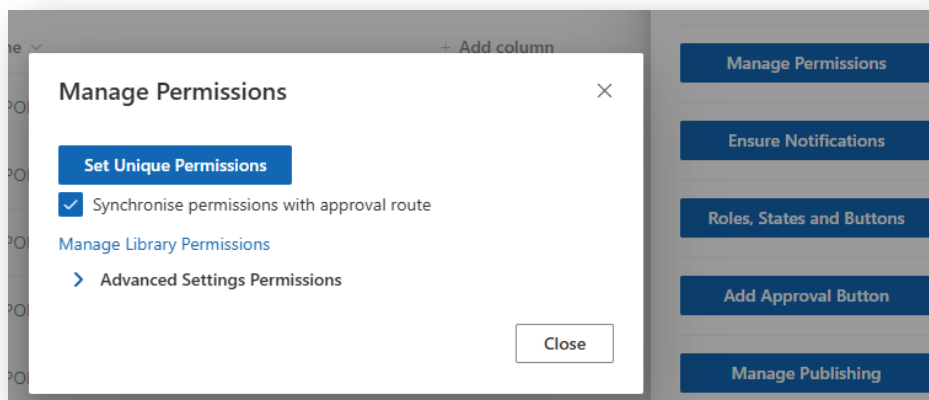 + Add column
Manage Permissions
Set Unique Permissions
Synchronise permissions with approval route
Manage Library Permissions
Advanced Settings Permissions
Close
Manage Permissions
Ensure Notifications
Roles, States and Buttons
Add Approval Button
Manage Publishing